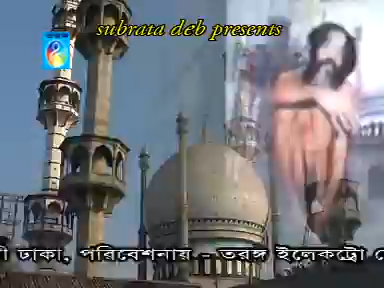 subrata deb presents
ঢাকা, পরিবেশনায় - তরঙ্গ ইলেকট্রো